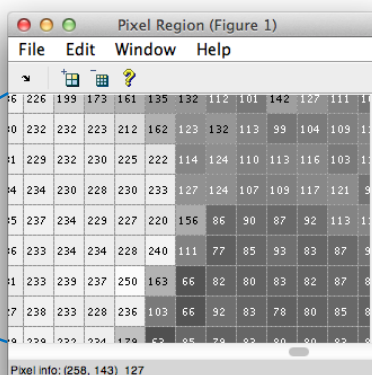 Pixel Region (Figure 1)
File Edit Window Help
226 199 173 161 135 132 112 101 142 127 111
232 232 223 212 162 123 132 113 99 104 109
229 232 230 225 222 114 124 110 113 116 103
234 230 228 230 233 127 124 107 109 117 121
237 234 229 227 220 156 86 90 87 92 113
233 234 234 228 240 111 77 85 93 83 87
233 239 237 250 163 66 82 80 83 82 87
238 233 228 236 103 66 92 83 78 80 85
179
Pixel info: (258, 143) 127